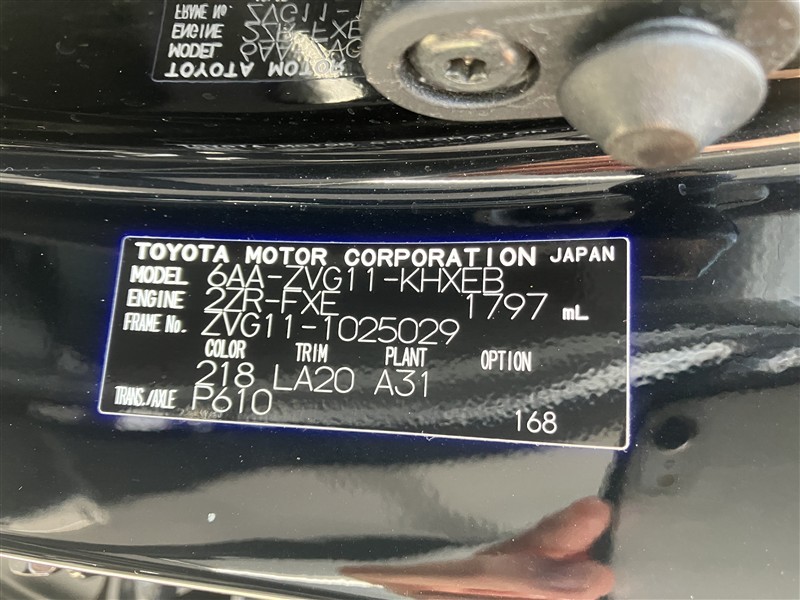 TOYOTA MOTOR CORPORATION JAPAN
MODEL 6AA-ZVG11-KHXEB
ENGINE 2ZR-FXE 1797 mL
FRAME No. ZVG11-1025029
COLOR TRIM PLANT OPTION
218 LA20 A31
TRANS./AXLE P610
168